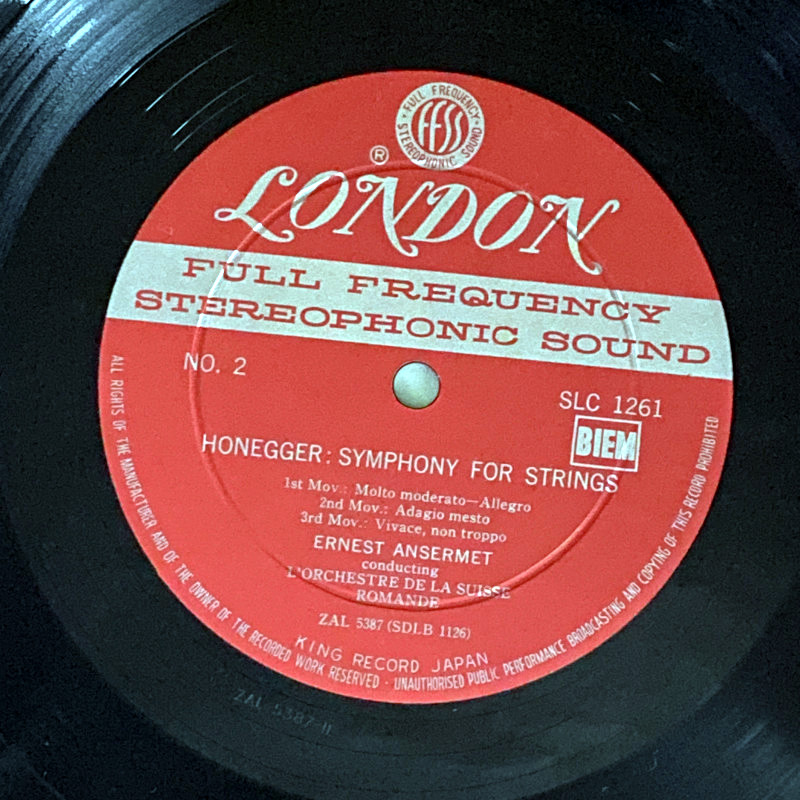 FULL FREQUENCY
FFSS
STEREOPHONIC SOUND
®
LONDON
FULL FREQUENCY
STEREOPHONIC SOUND
NO. 2
SLC 1261
BIEM
HONEGGER: SYMPHONY FOR STRINGS
1st Mov.: Molto moderato—Allegro
2nd Mov.: Adagio mesto
3rd Mov.: Vivace, non troppo
ERNEST ANSERMET
conducting
L'ORCHESTRE DE LA SUISSE
ROMANDE
ZAL 5387 (SDLB 1126)
KING RECORD JAPAN
ALL RIGHTS OF THE MANUFACTURER AND OF THE OWNER OF THE RECORDED WORK RESERVED · UNAUTHORISED PUBLIC PERFORMANCE BROADCASTING AND COPYING OF THIS RECORD PROHIBITED
ZAL 5387